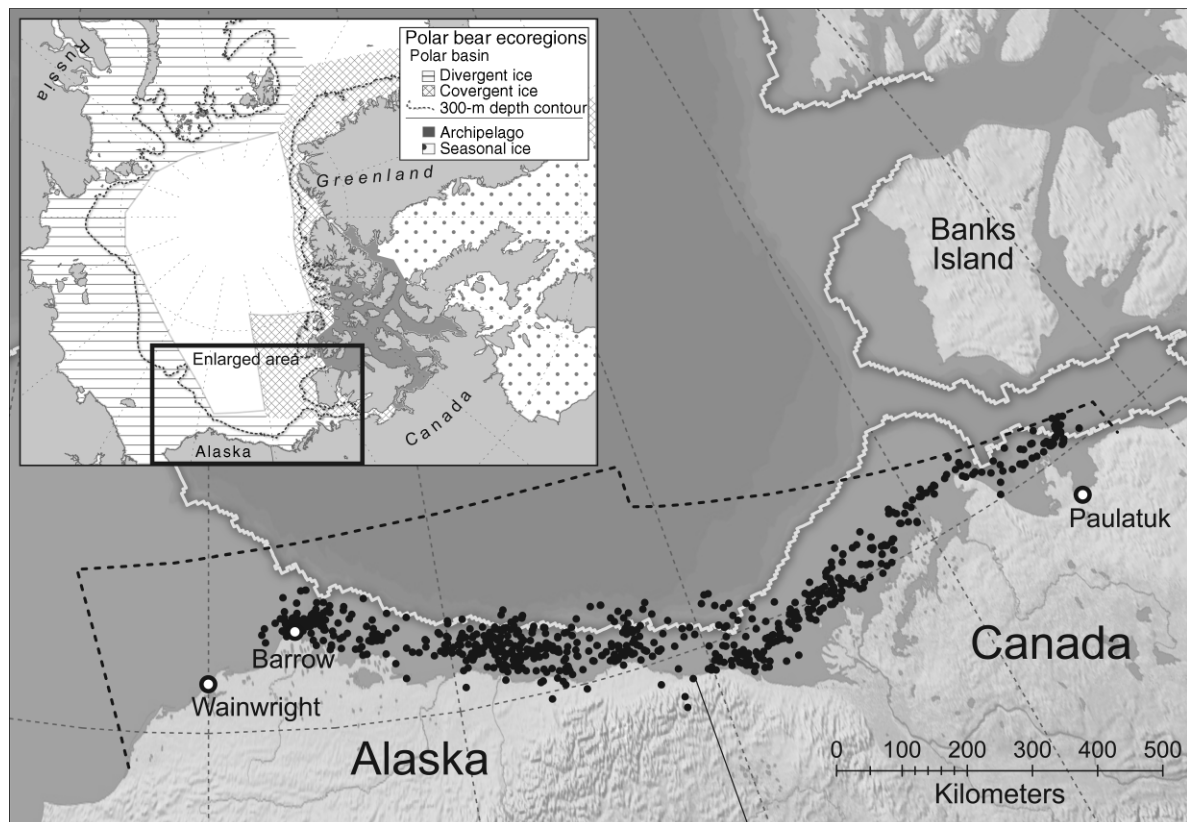 Polar bear ecoregions
Polar basin
Divergent ice
Covergent ice
300-m depth contour
Archipelago
Seasonal ice
Russia
Greenland
Enlarged area
Canada
Alaska
Banks
Island
Paulatuk
Barrow
Wainwright
Canada
Alaska
0 100 200 300 400 500
Kilometers